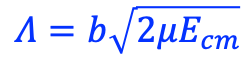 Λ = b√2μE_cm